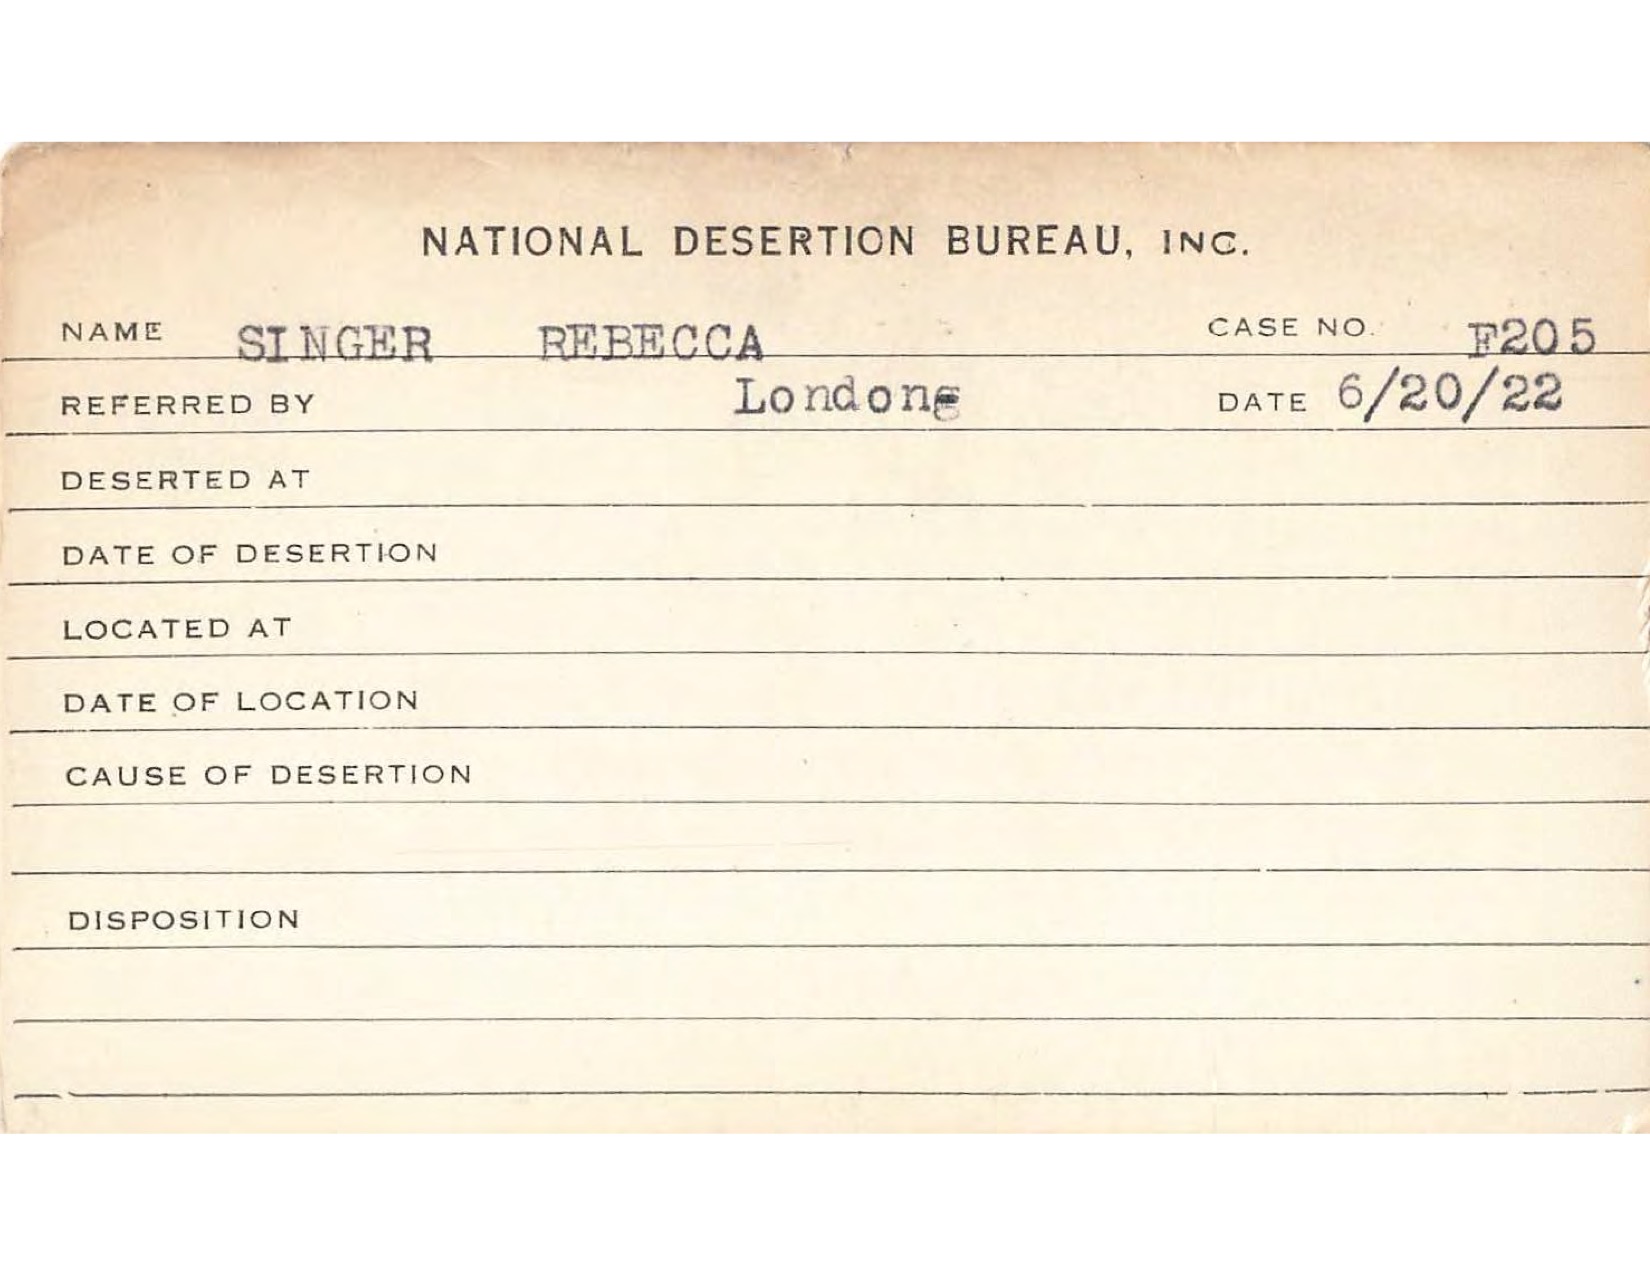 NATIONAL DESERTION BUREAU, INC.
NAME SINGER REBECCA CASE NO. F205
REFERRED BY London DATE 6/20/22
DESERTED AT
DATE OF DESERTION
LOCATED AT
DATE OF LOCATION
CAUSE OF DESERTION
DISPOSITION